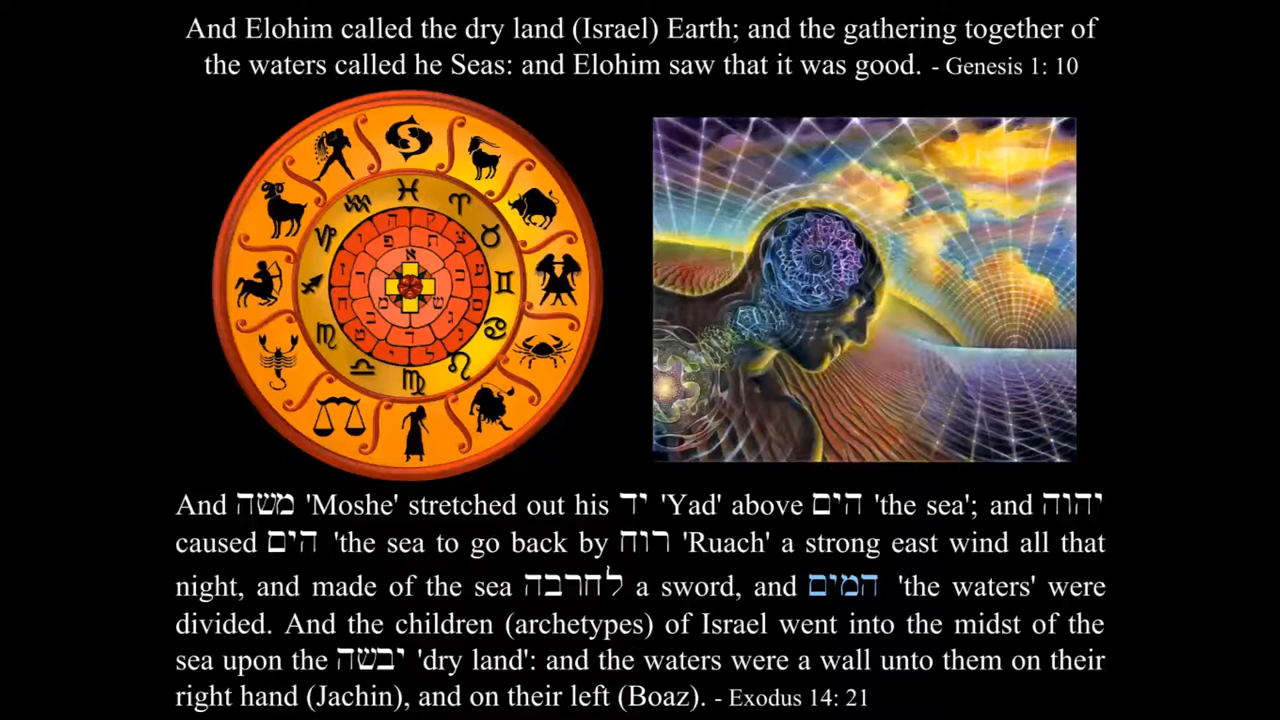 And Elohim called the dry land (Israel) Earth; and the gathering together of
the waters called he Seas: and Elohim saw that it was good. - Genesis 1: 10
And משה 'Moshe' stretched out his יד 'Yad' above הים 'the sea'; and יהוה
caused הים 'the sea to go back by רוח 'Ruach' a strong east wind all that
night, and made of the sea לחרבה a sword, and המים 'the waters' were
divided. And the children (archetypes) of Israel went into the midst of the
sea upon the יבשה 'dry land': and the waters were a wall unto them on their
right hand (Jachin), and on their left (Boaz). - Exodus 14: 21